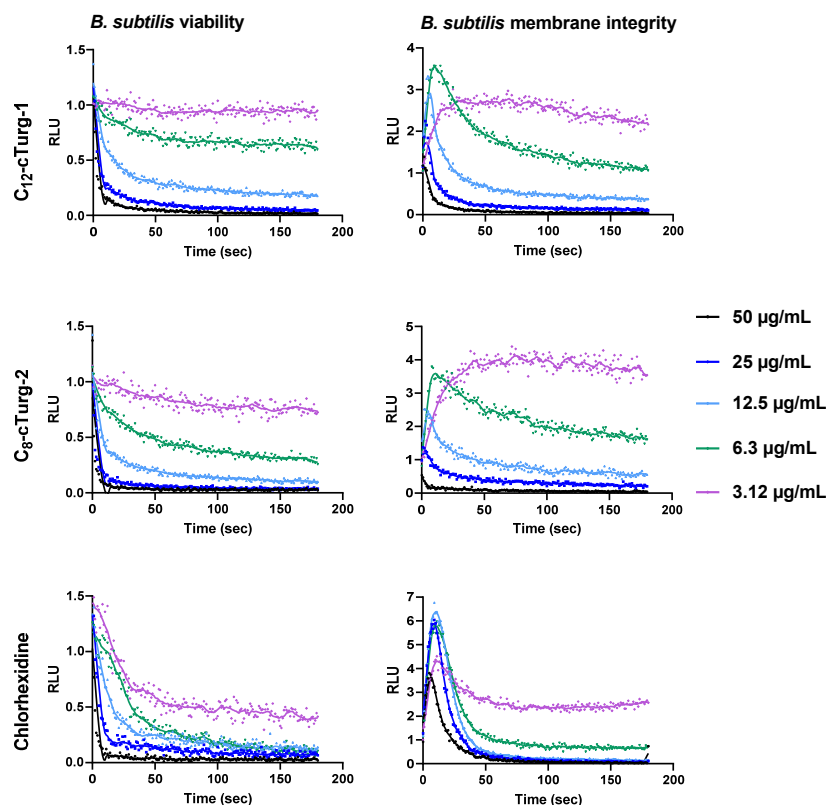 B. subtilis viability
B. subtilis membrane integrity
C12-cTurg-1
RLU
1.5
1.0
0.5
0.0
0 50 100 150 200
Time (sec)
RLU
4
3
2
1
0
0 50 100 150 200
Time (sec)
C8-cTurg-2
RLU
1.5
1.0
0.5
0.0
0 50 100 150 200
Time (sec)
RLU
5
4
3
2
1
0
0 50 100 150 200
Time (sec)
50 µg/mL
25 µg/mL
12.5 µg/mL
6.3 µg/mL
3.12 µg/mL
Chlorhexidine
RLU
1.5
1.0
0.5
0.0
0 50 100 150 200
Time (sec)
RLU
7
6
5
4
3
2
1
0
0 50 100 150 200
Time (sec)